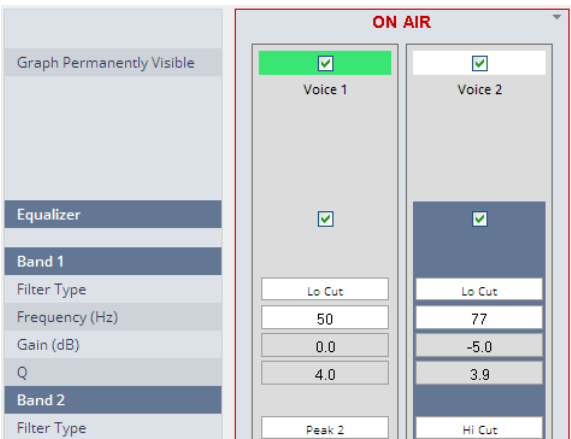 ON AIR
Graph Permanently Visible
Voice 1 Voice 2
Equalizer
Band 1
Filter Type Lo Cut Lo Cut
Frequency (Hz) 50 77
Gain (dB) 0.0 -5.0
Q 4.0 3.9
Band 2
Filter Type Peak 2 Hi Cut